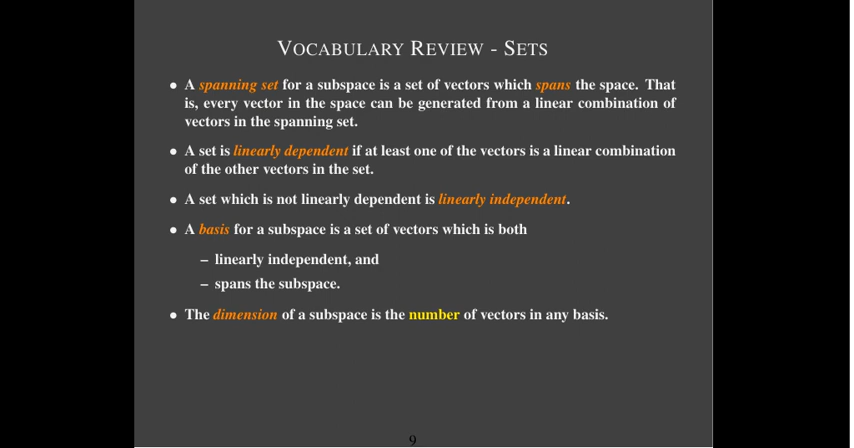 VOCABULARY REVIEW - SETS
• A spanning set for a subspace is a set of vectors which spans the space. That
is, every vector in the space can be generated from a linear combination of
vectors in the spanning set.
• A set is linearly dependent if at least one of the vectors is a linear combination
of the other vectors in the set.
• A set which is not linearly dependent is linearly independent.
• A basis for a subspace is a set of vectors which is both
– linearly independent, and
– spans the subspace.
• The dimension of a subspace is the number of vectors in any basis.
9